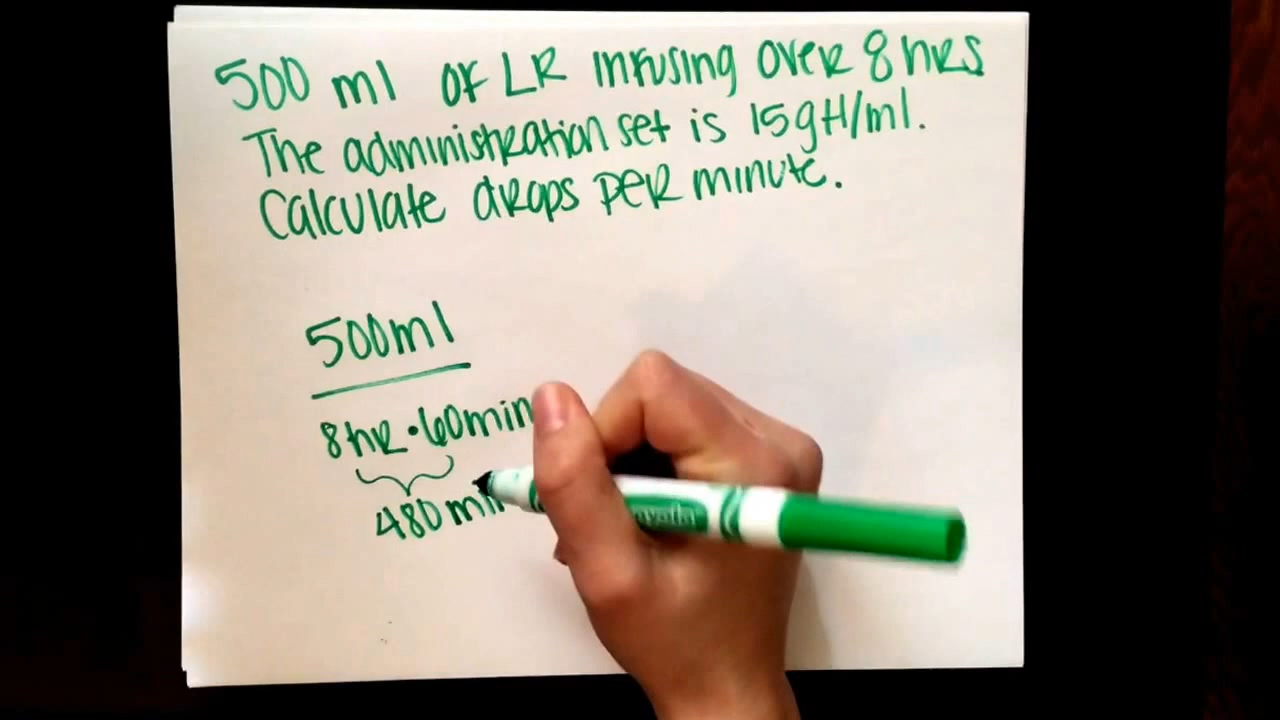 500 ml of LR infusing over 8 hrs
The administration set is 15gtt/ml.
Calculate drops per minute.
500ml
8hr•60min
480 min